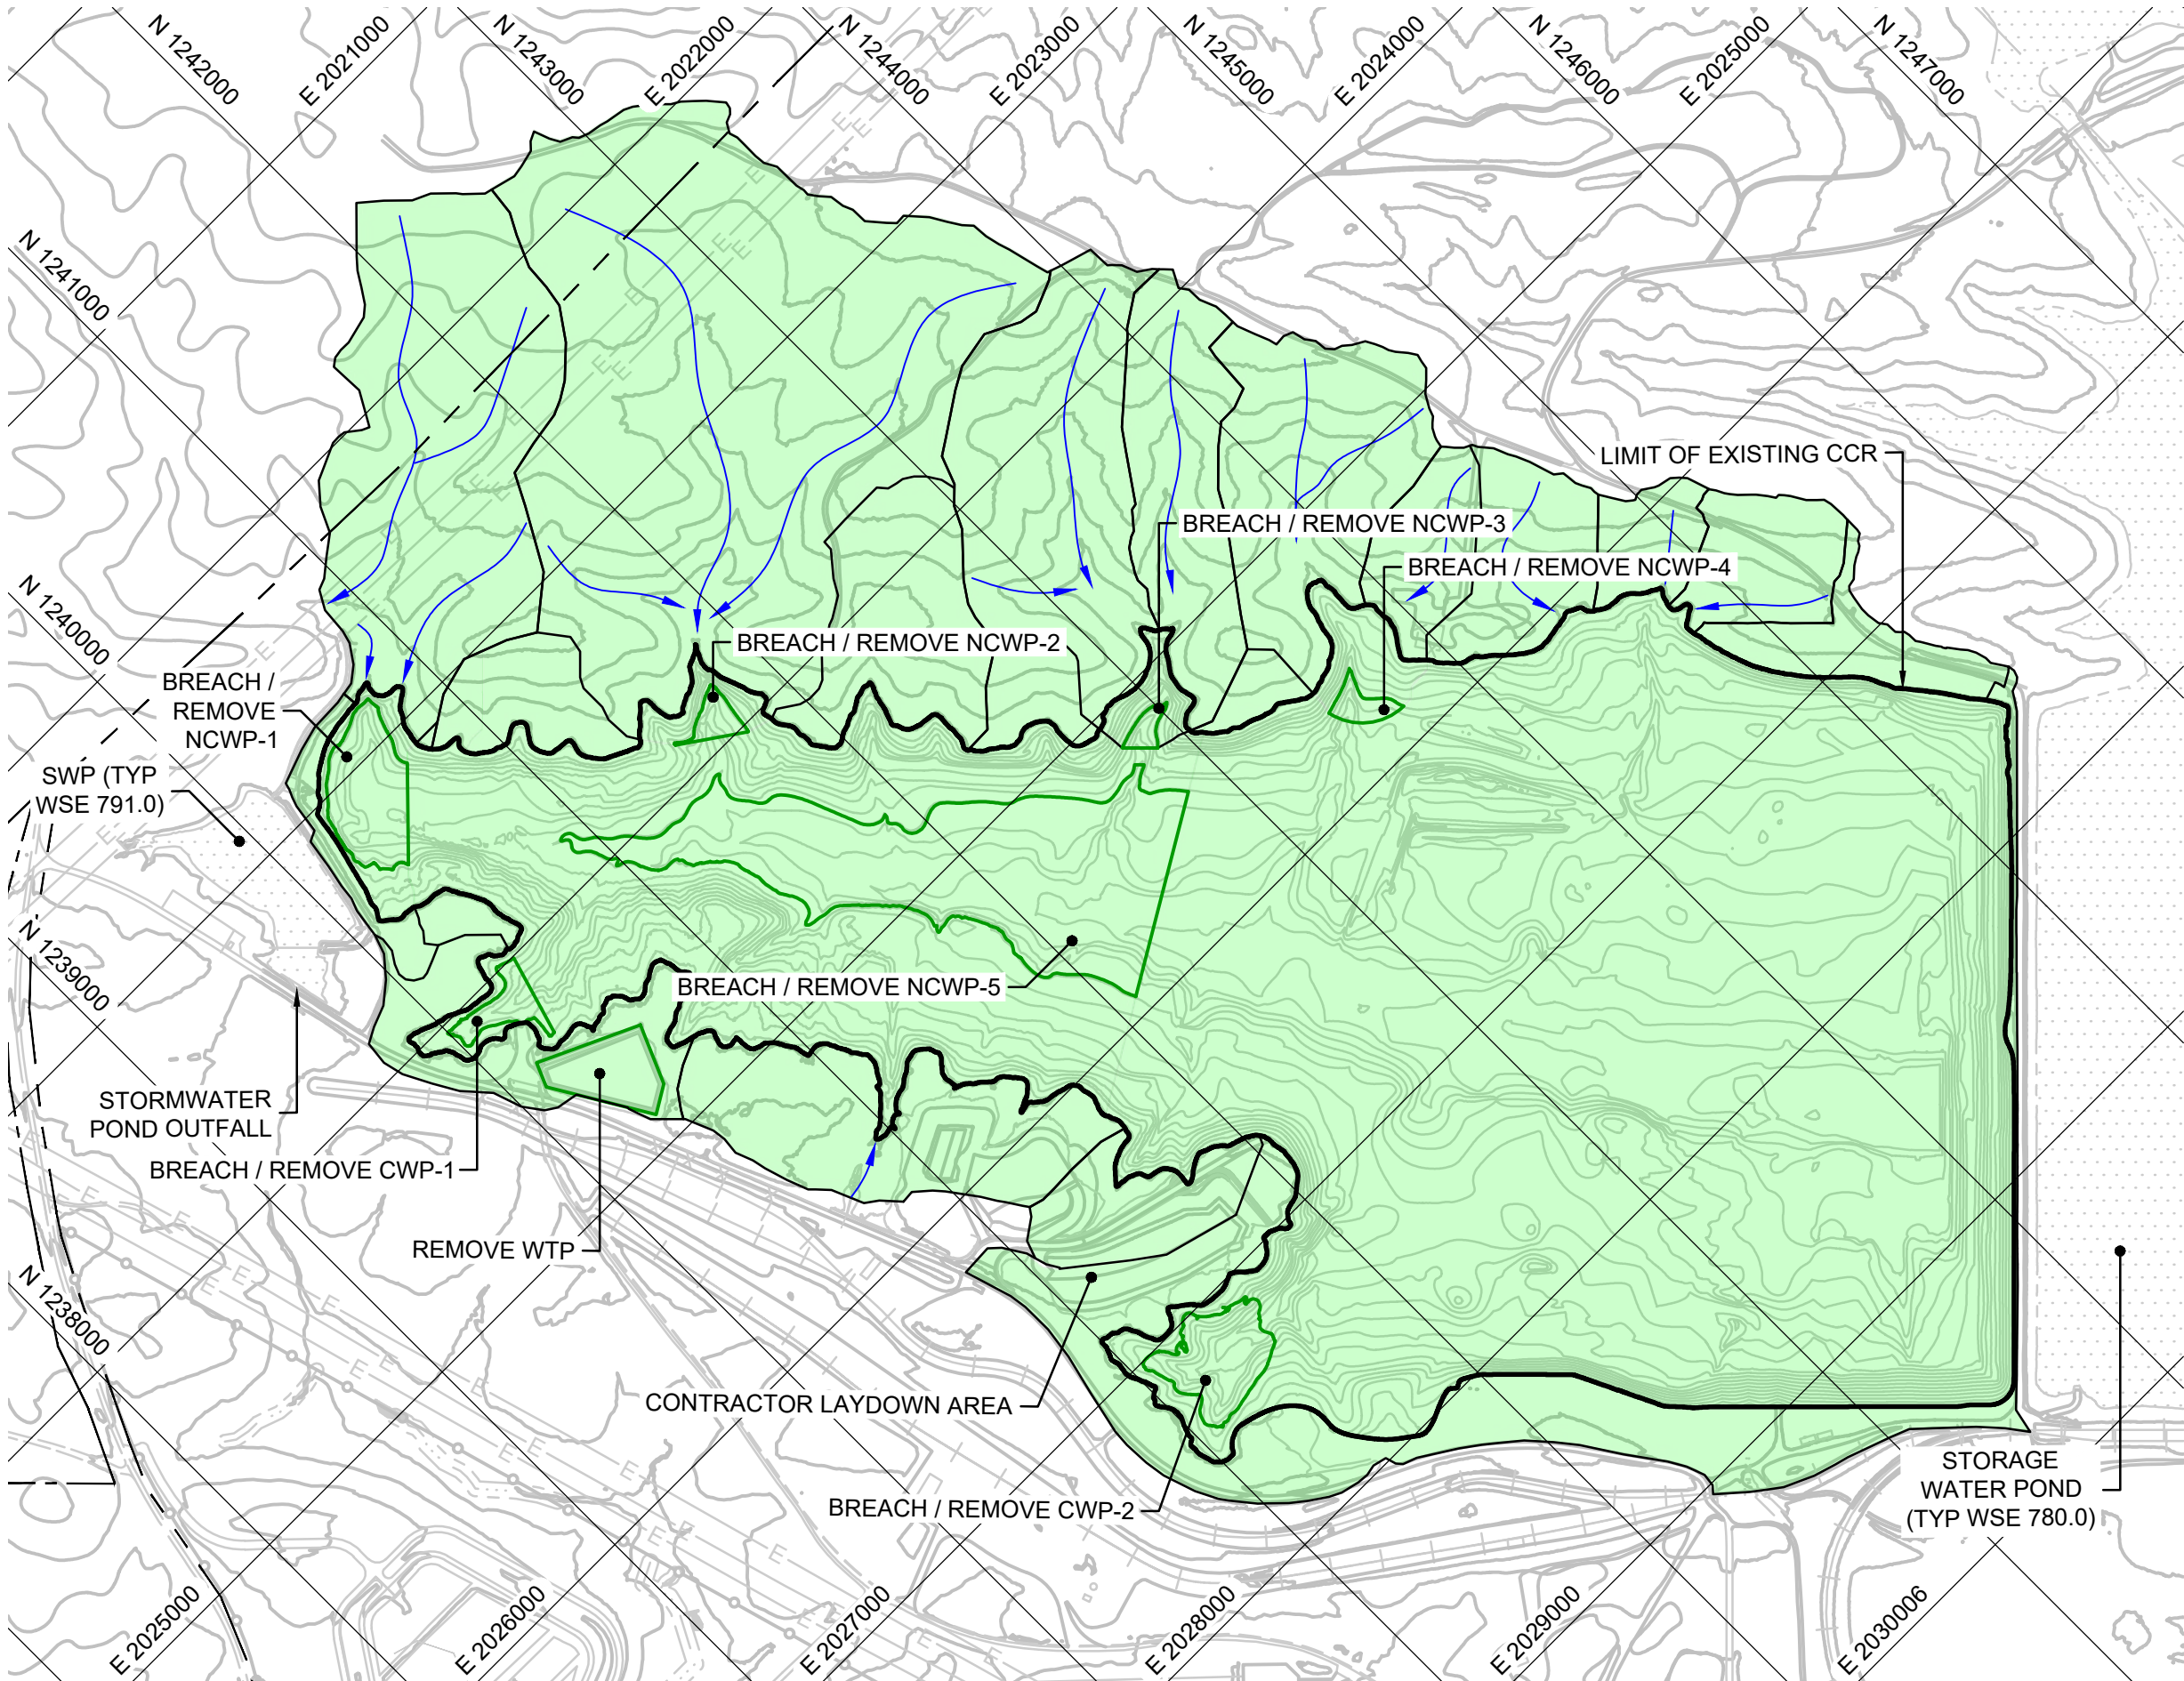 N 1242000
E 2021000
N 1243000
E 2022000
N 1244000
E 2023000
N 1245000
E 2024000
N 1246000
E 2025000
N 1247000
N 1241000
LIMIT OF EXISTING CCR
BREACH / REMOVE NCWP-3
BREACH / REMOVE NCWP-4
N 1240000
BREACH / REMOVE NCWP-2
BREACH /
REMOVE
NCWP-1
SWP (TYP
WSE 791.0)
N 1239000
BREACH / REMOVE NCWP-5
STORMWATER
POND OUTFALL
BREACH / REMOVE CWP-1
REMOVE WTP
N 1238000
CONTRACTOR LAYDOWN AREA
BREACH / REMOVE CWP-2
STORAGE
WATER POND
(TYP WSE 780.0)
E 2025000
E 2026000
E 2027000
E 2028000
E 2029000
E 2030006